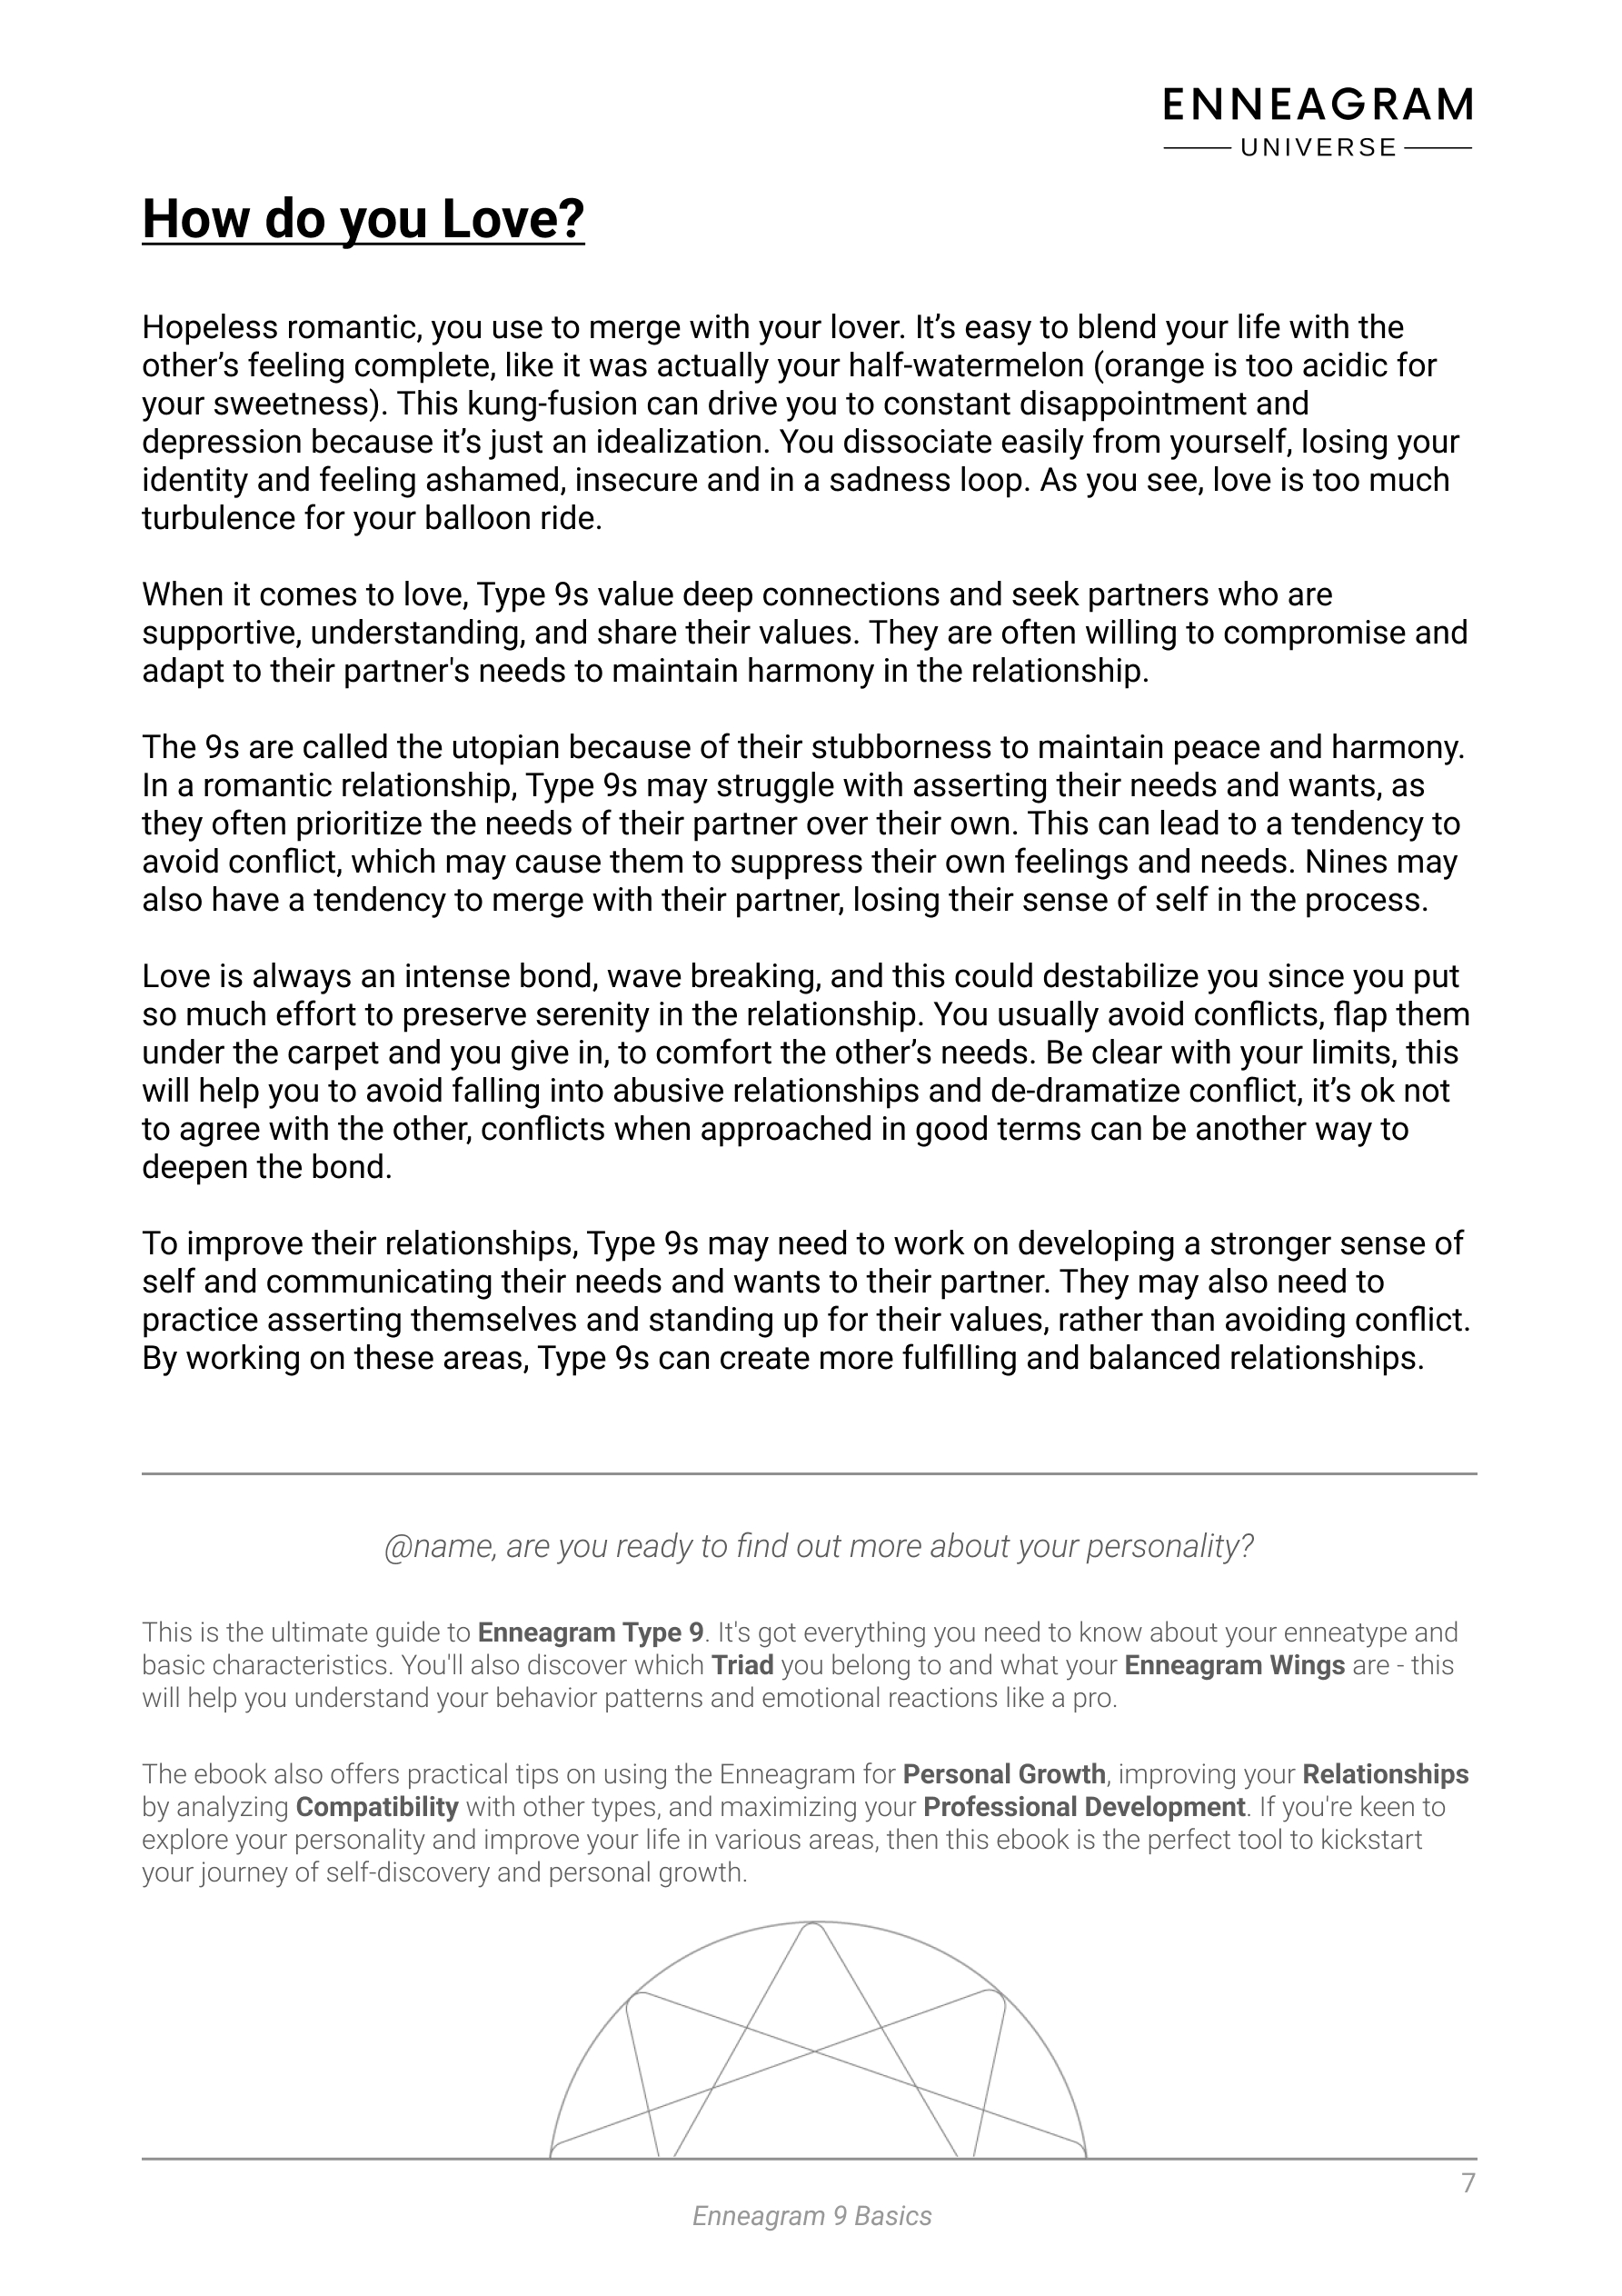 ENNEAGRAM
UNIVERSE
How do you Love?
Hopeless romantic, you use to merge with your lover. It’s easy to blend your life with the
other’s feeling complete, like it was actually your half-watermelon (orange is too acidic for
your sweetness). This kung-fusion can drive you to constant disappointment and
depression because it’s just an idealization. You dissociate easily from yourself, losing your
identity and feeling ashamed, insecure and in a sadness loop. As you see, love is too much
turbulence for your balloon ride.
When it comes to love, Type 9s value deep connections and seek partners who are
supportive, understanding, and share their values. They are often willing to compromise and
adapt to their partner's needs to maintain harmony in the relationship.
The 9s are called the utopian because of their stubborness to maintain peace and harmony.
In a romantic relationship, Type 9s may struggle with asserting their needs and wants, as
they often prioritize the needs of their partner over their own. This can lead to a tendency to
avoid conflict, which may cause them to suppress their own feelings and needs. Nines may
also have a tendency to merge with their partner, losing their sense of self in the process.
Love is always an intense bond, wave breaking, and this could destabilize you since you put
so much effort to preserve serenity in the relationship. You usually avoid conflicts, flap them
under the carpet and you give in, to comfort the other’s needs. Be clear with your limits, this
will help you to avoid falling into abusive relationships and de-dramatize conflict, it’s ok not
to agree with the other, conflicts when approached in good terms can be another way to
deepen the bond.
To improve their relationships, Type 9s may need to work on developing a stronger sense of
self and communicating their needs and wants to their partner. They may also need to
practice asserting themselves and standing up for their values, rather than avoiding conflict.
By working on these areas, Type 9s can create more fulfilling and balanced relationships.
@name, are you ready to find out more about your personality?
This is the ultimate guide to Enneagram Type 9. It's got everything you need to know about your enneatype and
basic characteristics. You'll also discover which Triad you belong to and what your Enneagram Wings are - this
will help you understand your behavior patterns and emotional reactions like a pro.
The ebook also offers practical tips on using the Enneagram for Personal Growth, improving your Relationships
by analyzing Compatibility with other types, and maximizing your Professional Development. If you're keen to
explore your personality and improve your life in various areas, then this ebook is the perfect tool to kickstart
your journey of self-discovery and personal growth.
7
Enneagram 9 Basics